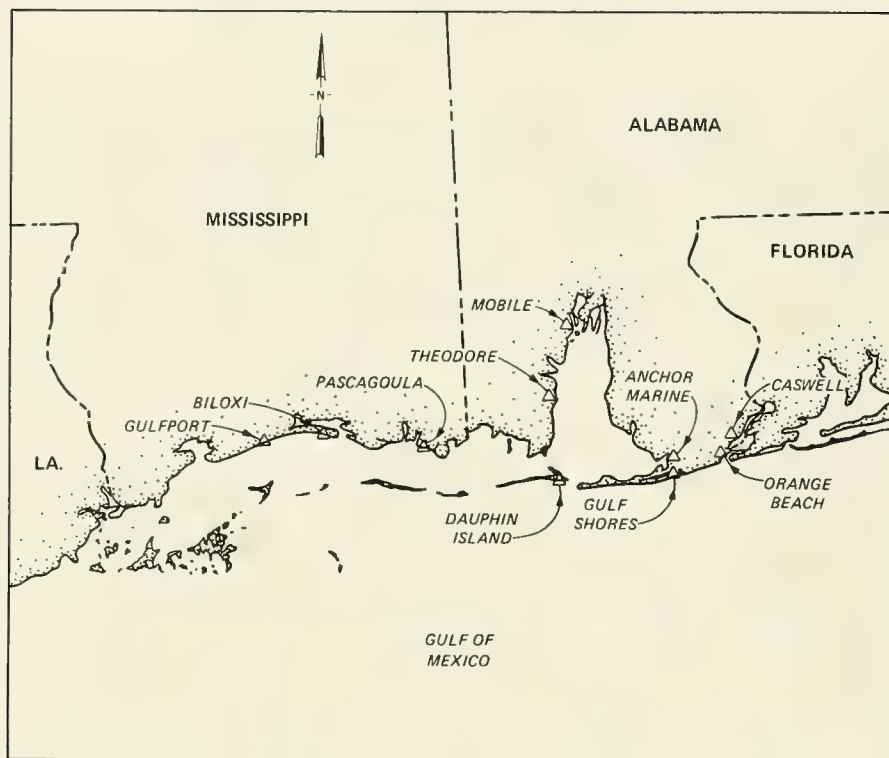 N
ALABAMA
MISSISSIPPI
FLORIDA
MOBILE
THEODORE
PASCAGOULA
BILOXI
GULFPORT
ANCHOR
MARINE
CASWELL
LA.
ORANGE
BEACH
DAUPHIN
ISLAND
GULF
SHORES
GULF OF
MEXICO